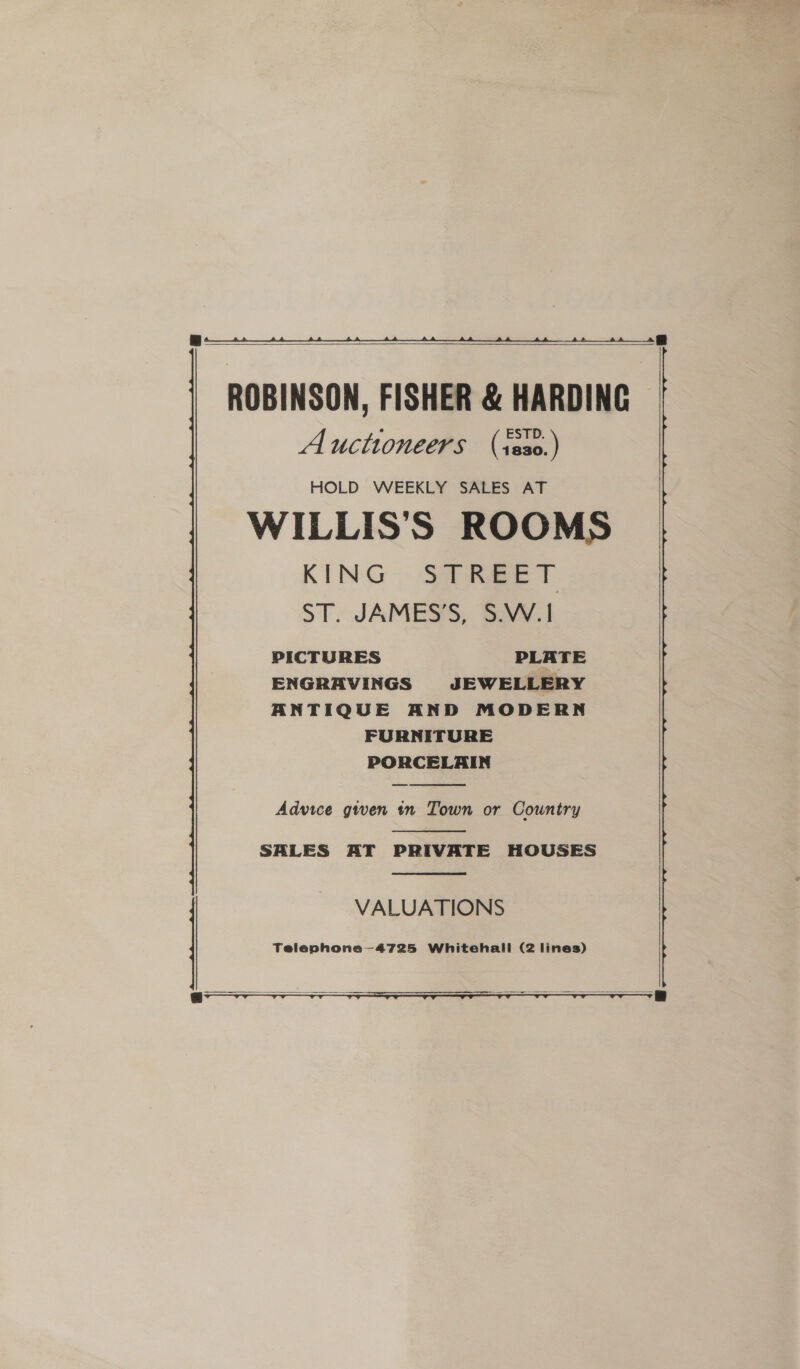 ROBINSON, FISHER & HARDING
Auctioneers (ESTD. 1830.)
HOLD WEEKLY SALES AT
WILLIS'S ROOMS
KING STREET
ST. JAMES'S, S.W.1
PICTURES PLATE
ENGRAVINGS JEWELLERY
ANTIQUE AND MODERN
FURNITURE
PORCELAIN
Advice given in Town or Country
SALES AT PRIVATE HOUSES
VALUATIONS
Telephone—4725 Whitehall (2 lines)